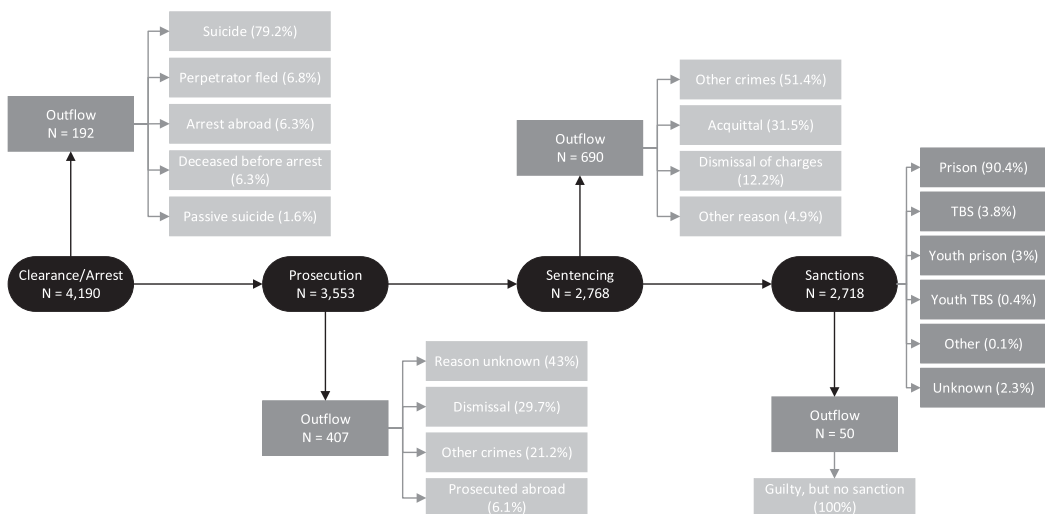 Suicide (79.2%)
Perpetrator fled (6.8%)
Outflow
N = 192
Arrest abroad (6.3%)
Deceased before arrest
(6.3%)
Passive suicide (1.6%)
Other crimes (51.4%)
Outflow
N = 690
Acquittal (31.5%)
Dismissal of charges
(12.2%)
Other reason (4.9%)
Clearance/Arrest
N = 4,190
Prosecution
N = 3,553
Sentencing
N = 2,768
Sanctions
N = 2,718
Prison (90.4%)
TBS (3.8%)
Youth prison (3%)
Youth TBS (0.4%)
Other (0.1%)
Unknown (2.3%)
Outflow
N = 407
Reason unknown (43%)
Dismissal (29.7%)
Other crimes (21.2%)
Prosecuted abroad
(6.1%)
Outflow
N = 50
Guilty, but no sanction
(100%)